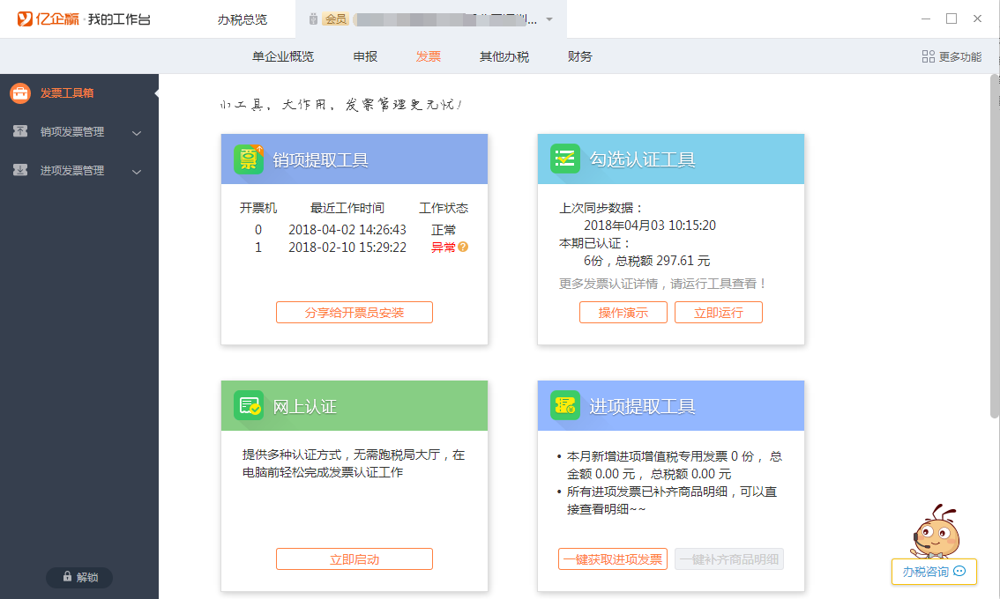 亿企赢·我的工作台
办税总览
会员
...
单企业概览 申报 发票 其他办税 财务
更多功能
发票工具箱
销项发票管理
进项发票管理
解锁
小工具，大作用，发票管理更无忧！
销项提取工具
开票机 最近工作时间 工作状态
0 2018-04-02 14:26:43 正常
1 2018-02-10 15:29:22 异常?
分享给开票员安装
勾选认证工具
上次同步数据：
2018年04月03 10:15:20
本期已认证：
6份，总税额 297.61 元
更多发票认证详情，请运行工具查看！
操作演示 立即运行
网上认证
提供多种认证方式，无需跑税局大厅，在
电脑前轻松完成发票认证工作
立即启动
进项提取工具
• 本月新增进项增值税专用发票 0 份， 总
金额 0.00 元， 总税额 0.00 元
• 所有进项发票已补齐商品明细，可以直
接查看明细~~
一键获取进项发票 一键补齐商品明细
办税咨询